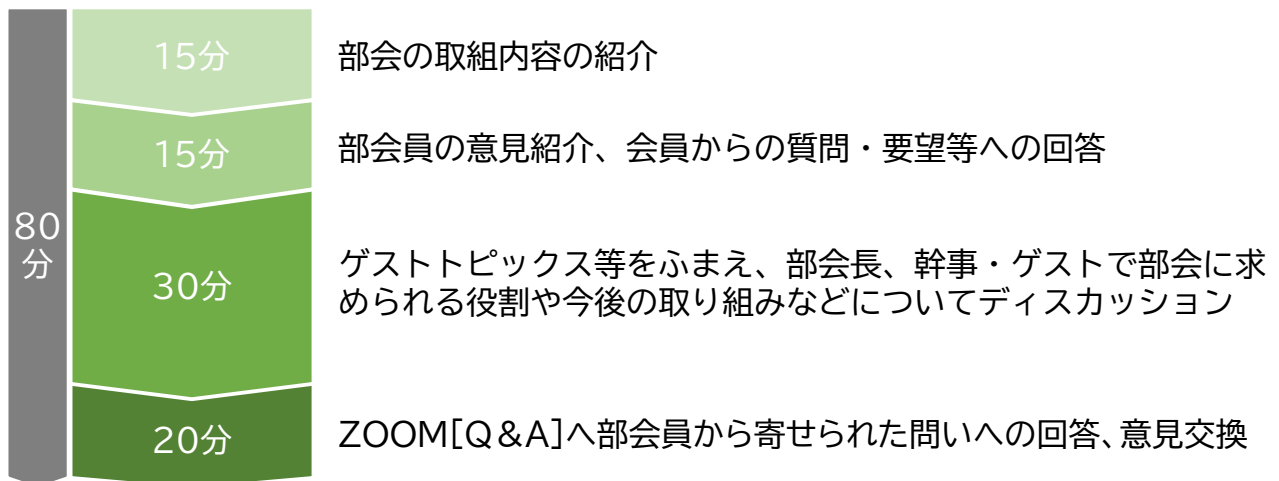 80
分
15分
部会の取組内容の紹介
15分
部会員の意見紹介、会員からの質問・要望等への回答
30分
ゲストトピックス等をふまえ、部会長、幹事・ゲストで部会に求
められる役割や今後の取り組みなどについてディスカッション
20分
ZOOM[Q&A]へ部会員から寄せられた問いへの回答、意見交換